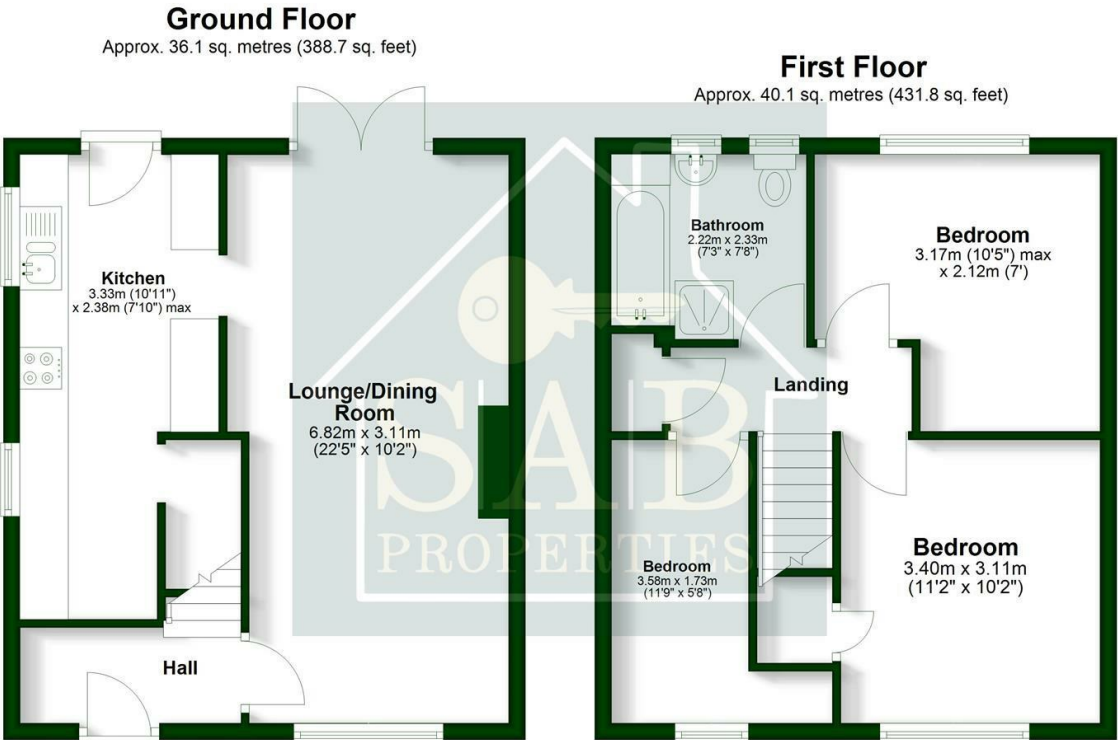 Ground Floor
Approx. 36.1 sq. metres (388.7 sq. feet)
First Floor
Approx. 40.1 sq. metres (431.8 sq. feet)
Kitchen
3.33m (10'11")
x 2.38m (7'10") max
Lounge/Dining
Room
6.82m x 3.11m
(22'5" x 10'2")
Hall
Bathroom
2.22m x 2.33m
(7'3" x 7'8")
Bedroom
3.17m (10'5") max
x 2.12m (7')
Landing
Bedroom
3.58m x 1.73m
(11'9" x 5'8")
Bedroom
3.40m x 3.11m
(11'2" x 10'2")
SAB
PROPERTIES